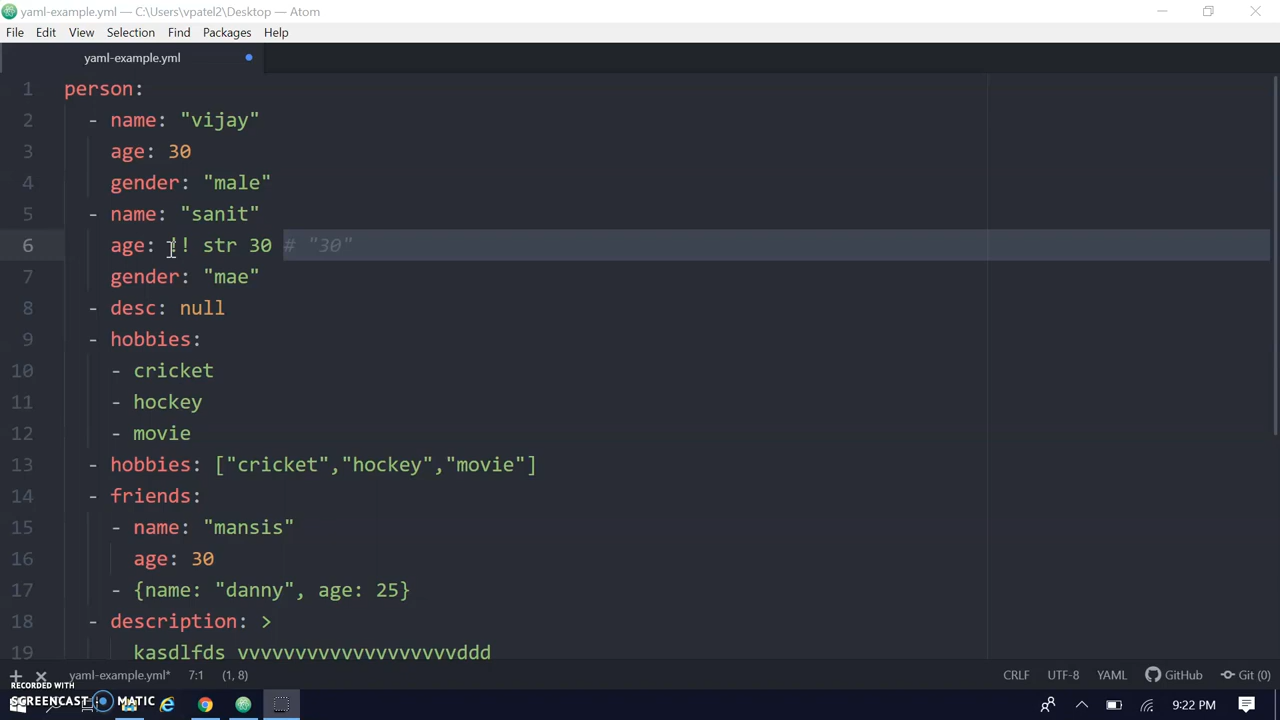 yaml-example.yml — C:\Users\vpatel2\Desktop — Atom
File Edit View Selection Find Packages Help
yaml-example.yml
1 person:
2 - name: "vijay"
3 age: 30
4 gender: "male"
5 - name: "sanit"
6 age: !! str 30 # "30"
7 gender: "mae"
8 - desc: null
9 - hobbies:
10 - cricket
11 - hockey
12 - movie
13 - hobbies: ["cricket","hockey","movie"]
14 - friends:
15 - name: "mansis"
16 age: 30
17 - {name: "danny", age: 25}
18 - description: >
19 kasdlfds vvvvvvvvvvvvvvvvvvvddd
yaml-example.yml* 7:1 (1, 8) CRLF UTF-8 YAML GitHub Git (0)
RECORDED WITH
SCREENCAST MATIC
9:22 PM